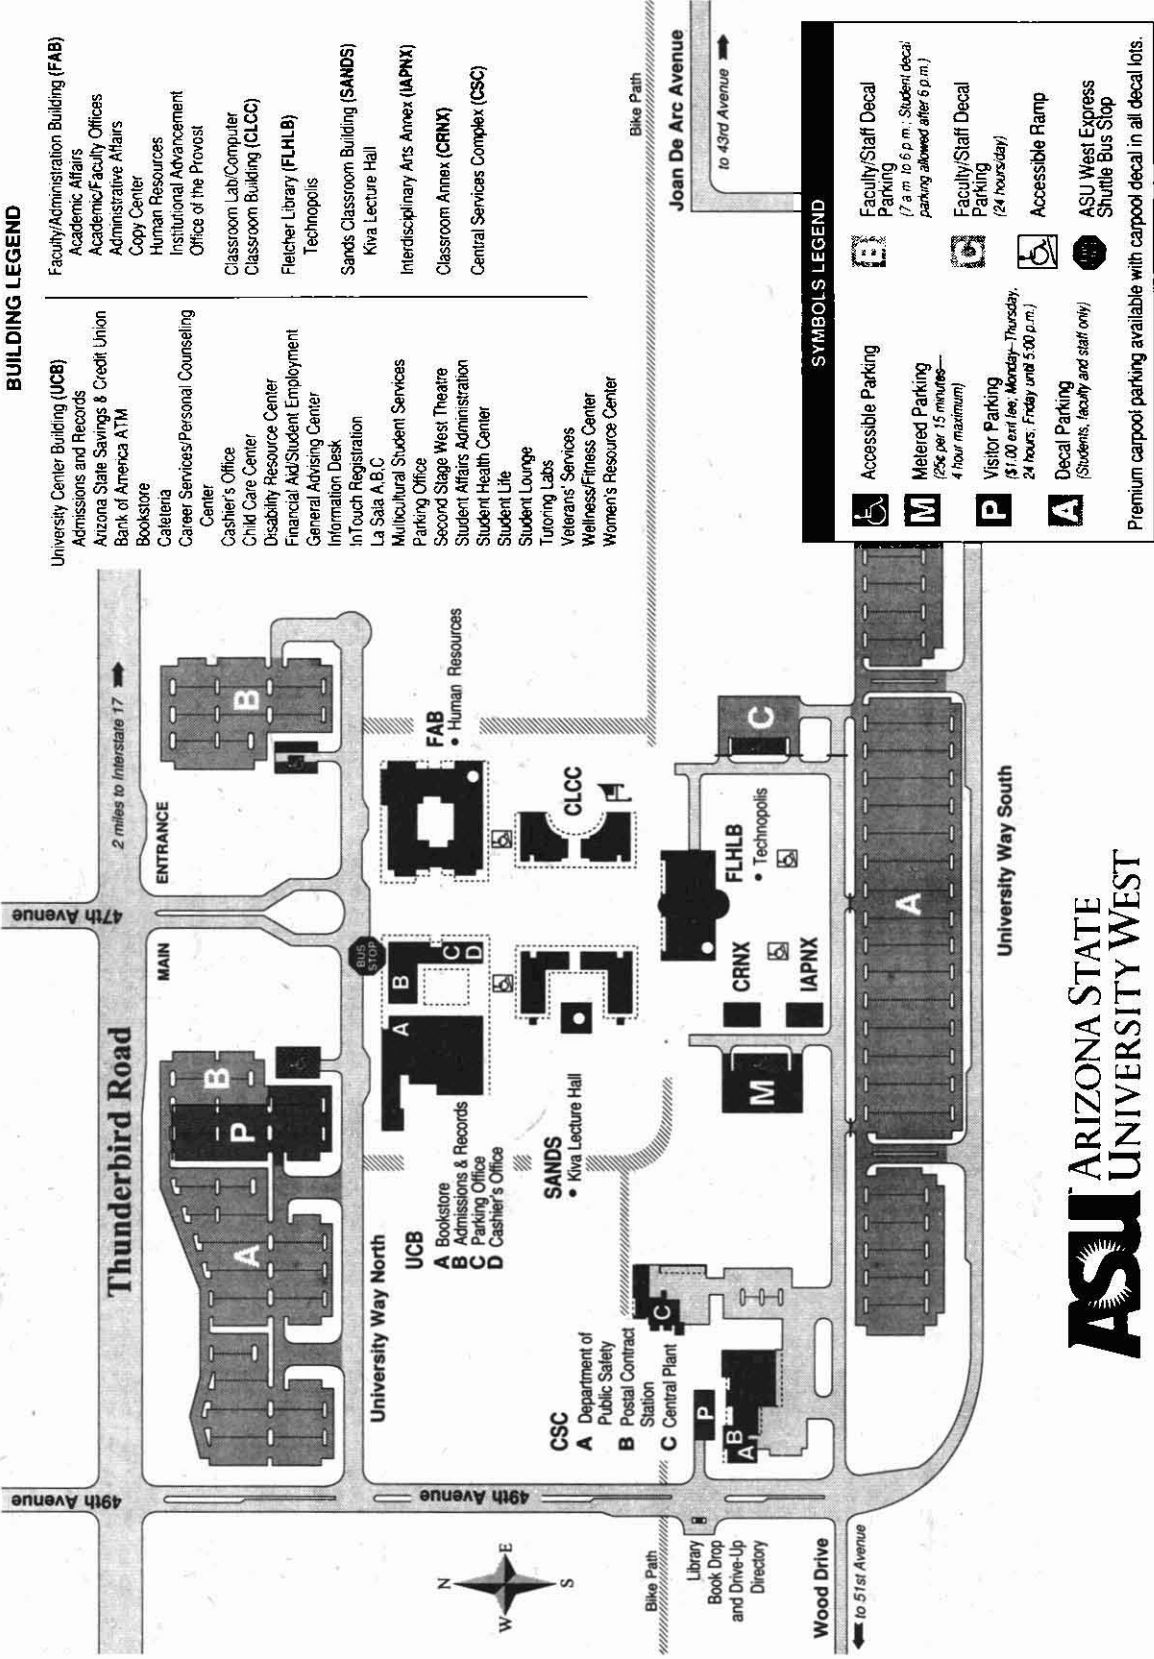 BUILDING LEGEND
University Center Building (UCB)
Admissions and Records
Arizona State Savings & Credit Union
Bank of America ATM
Bookstore
Cafeteria
Career Services/Personal Counseling
Center
Cashier's Office
Child Care Center
Disability Resource Center
Financial Aid/Student Employment
General Advising Center
Information Desk
InTouch Registration
La Sala A,B,C
Multicultural Student Services
Parking Office
Second Stage West Theatre
Student Affairs Administration
Student Health Center
Student Life
Student Lounge
Tutoring Labs
Veterans' Services
Wellness/Fitness Center
Women's Resource Center
Faculty/Administration Building (FAB)
Academic Affairs
Academic/Faculty Offices
Administrative Affairs
Copy Center
Human Resources
Institutional Advancement
Office of the Provost
Classroom Lab/Computer
Classroom Building (CLCC)
Fletcher Library (FLHLB)
Technopolis
Sands Classroom Building (SANDS)
Kiva Lecture Hall
Interdisciplinary Arts Annex (IAPNX)
Classroom Annex (CRNX)
Central Services Complex (CSC)
49th Avenue
47th Avenue
Thunderbird Road
2 miles to Interstate 17
MAIN
ENTRANCE
B
P
A
B
University Way North
BUS
STOP
UCB
A Bookstore
B Admissions & Records
C Parking Office
D Cashier's Office
A
B
C
D
FAB
• Human Resources
CLCC
SANDS
• Kiva Lecture Hall
49th Avenue
N
W
E
S
CSC
A Department of
Public Safety
B Postal Contract
Station
C Central Plant
C
P
B
A
Bike Path
Library
Book Drop
and Drive-Up
Directory
Wood Drive
to 51st Avenue
M
CRNX
IAPNX
FLHLB
• Technopolis
C
A
University Way South
Bike Path
Joan De Arc Avenue
to 43rd Avenue
SYMBOLS LEGEND
Accessible Parking
M Metered Parking
(25¢ per 15 minutes—
4 hour maximum)
P Visitor Parking
($1.00 exit fee; Monday–Thursday,
24 hours; Friday until 5:00 p.m.)
A Decal Parking
(Students, faculty and staff only)
B Faculty/Staff Decal
Parking
(7 a m to 6 p m ; Student decal
parking allowed after 6 p.m.)
C Faculty/Staff Decal
Parking
(24 hours/day)
Accessible Ramp
ASU West Express
Shuttle Bus Stop
Premium carpool parking available with carpool decal in all decal lots.
ASU ARIZONA STATE
UNIVERSITY WEST